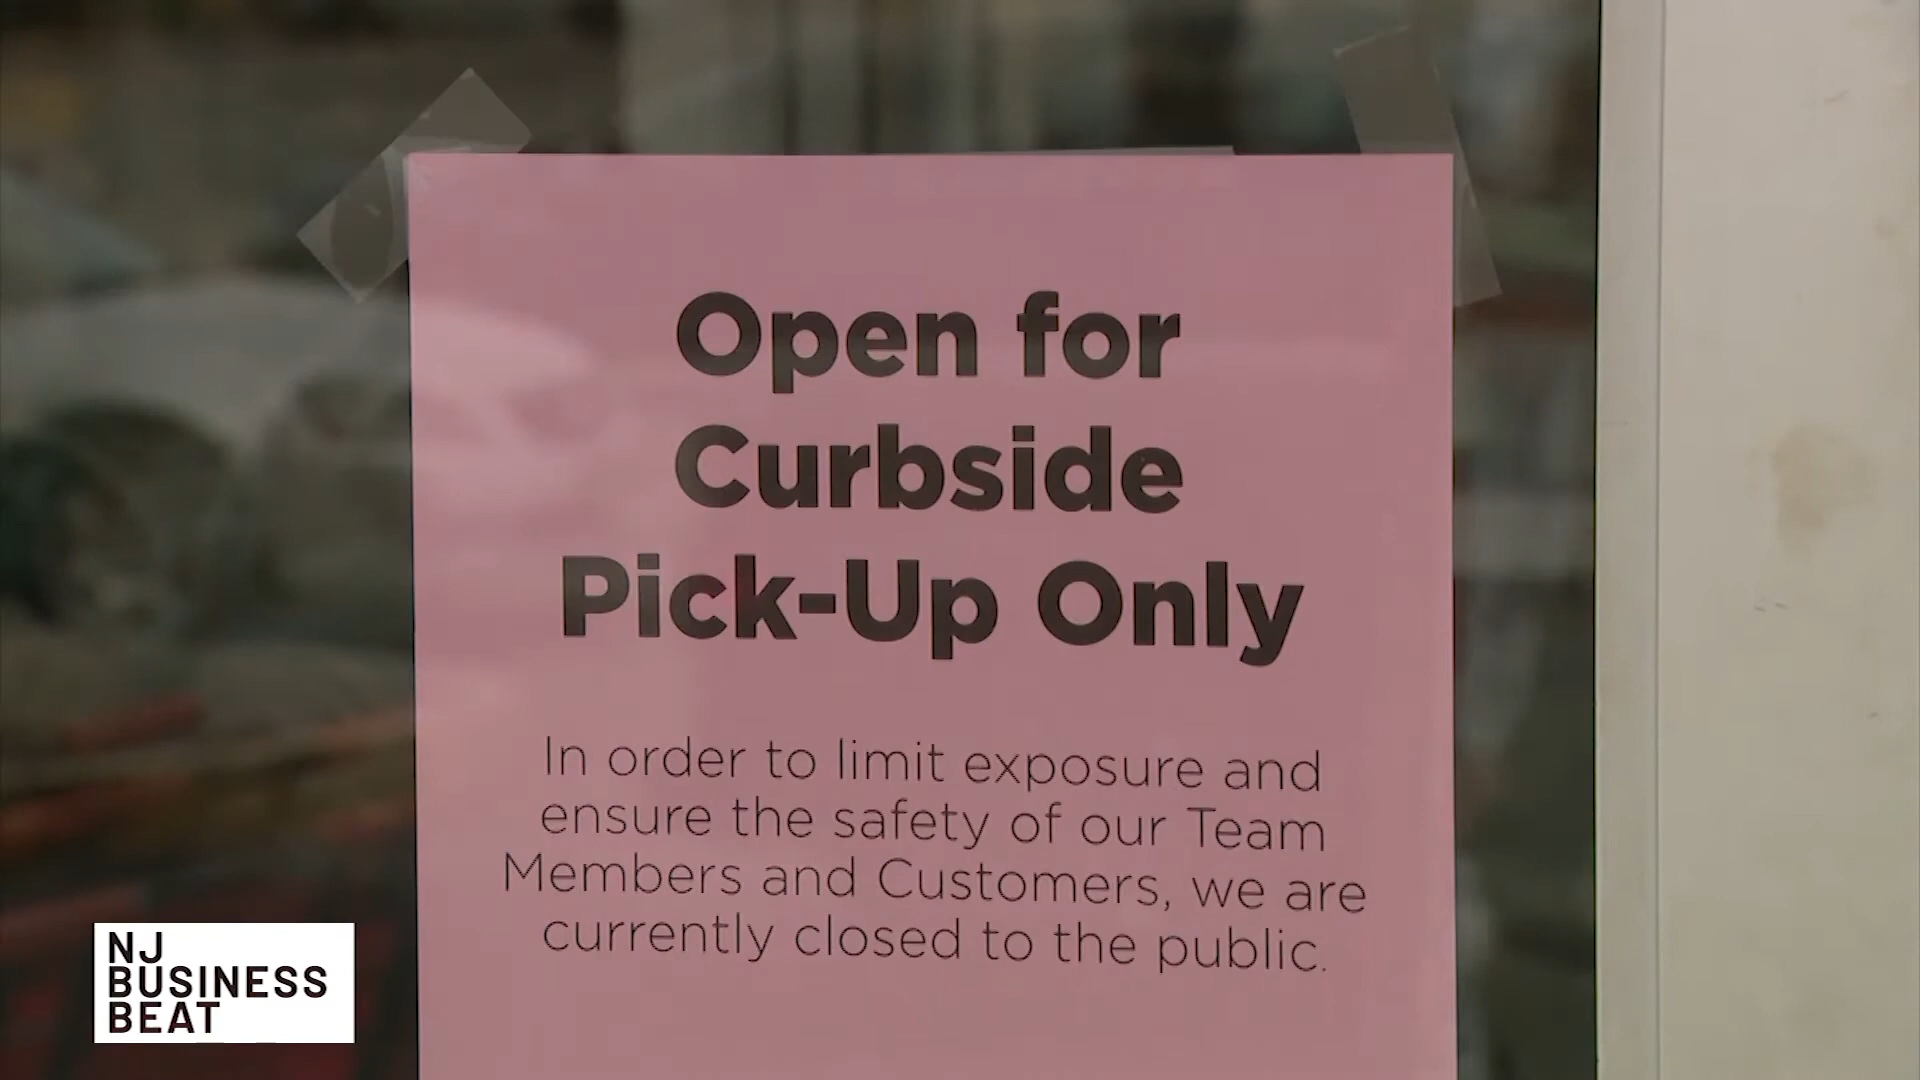 Open for
Curbside
Pick-Up Only
In order to limit exposure and
ensure the safety of our Team
Members and Customers, we are
currently closed to the public.
NJ
BUSINESS
BEAT